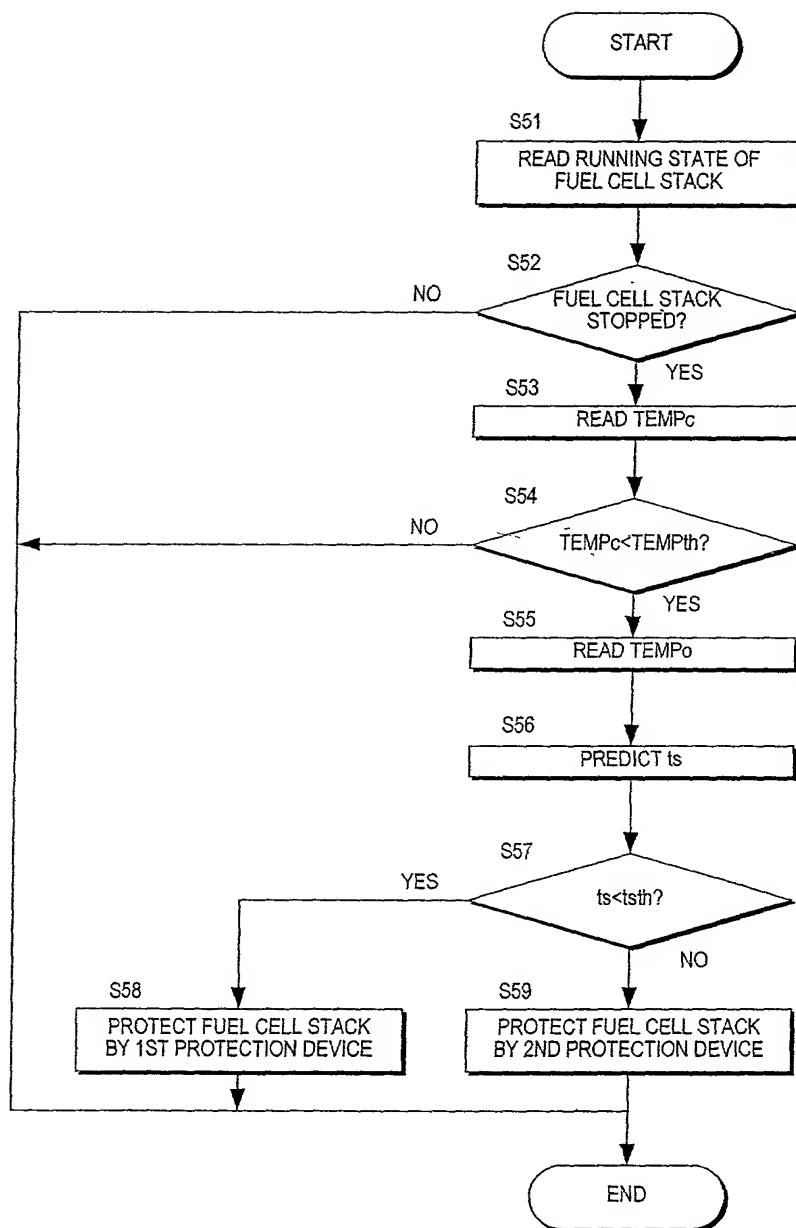 START
S51
READ RUNNING STATE OF
FUEL CELL STACK
S52
NO
FUEL CELL STACK
STOPPED?
YES
S53
READ TEMPc
S54
NO
TEMPc<TEMPth?
YES
S55
READ TEMPo
S56
PREDICT ts
S57
YES
ts<tsth?
NO
S58
PROTECT FUEL CELL STACK
BY 1ST PROTECTION DEVICE
S59
PROTECT FUEL CELL STACK
BY 2ND PROTECTION DEVICE
END